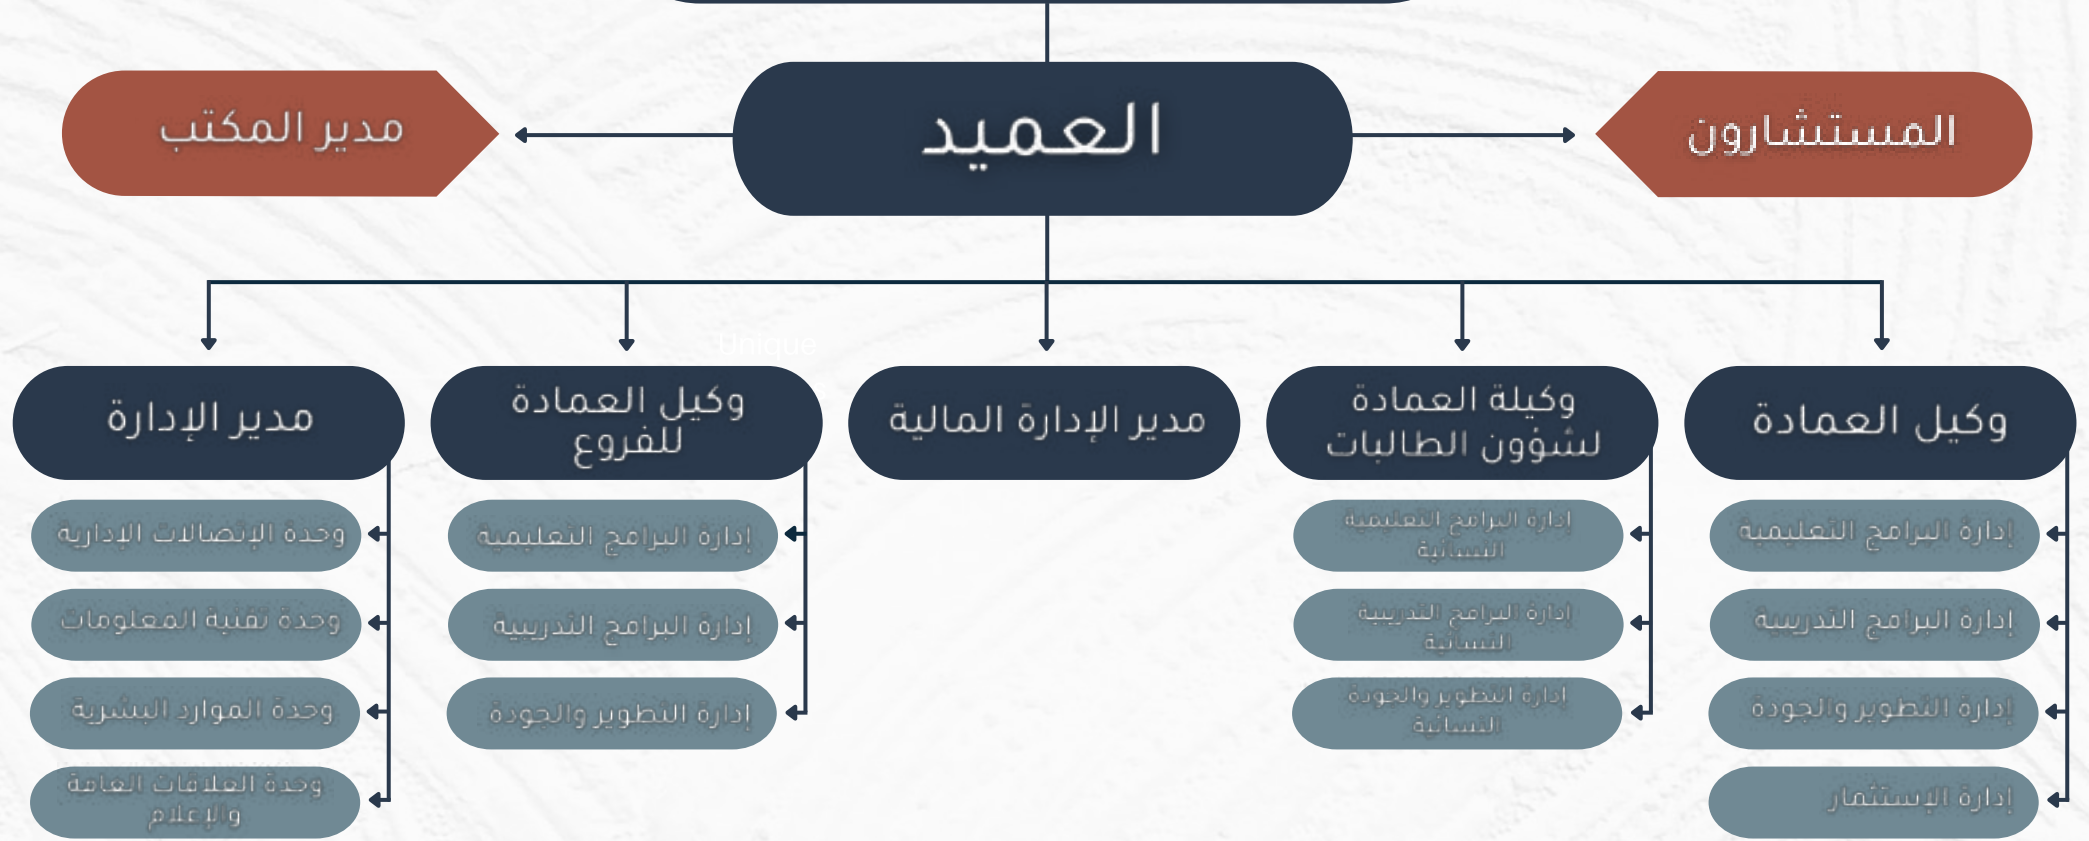 المستشارون
العميد
مدير المكتب
Unique
وكيل العمادة
وكيلة العمادة
لشؤون الطالبات
مدير الإدارة المالية
وكيل العمادة
للفروع
مدير الإدارة
إدارة البرامج التعليمية
إدارة البرامج التدريبية
إدارة التطوير والجودة
إدارة الإستثمار
إدارة البرامج التعليمية
النسائية
إدارة البرامج التدريبية
النسائية
إدارة التطوير والجودة
النسائية
إدارة البرامج التعليمية
إدارة البرامج التدريبية
إدارة التطوير والجودة
وحدة الإتصالات الإدارية
وحدة تقنية المعلومات
وحدة الموارد البشرية
وحدة العلاقات العامة
والإعلام